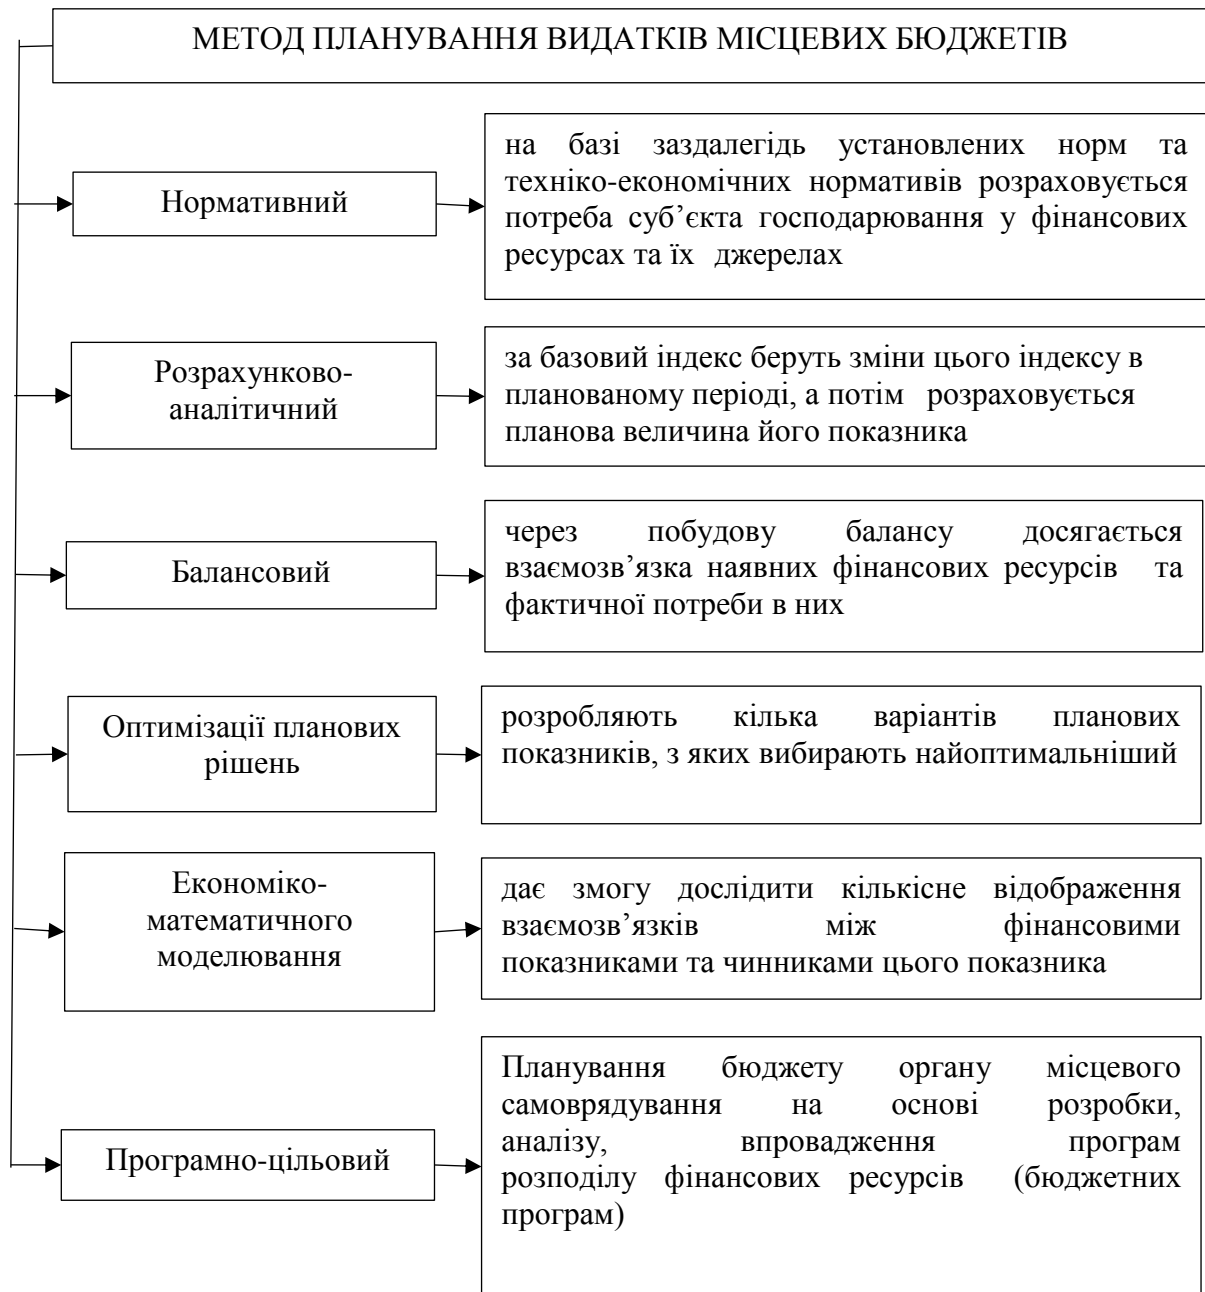 МЕТОД ПЛАНУВАННЯ ВИДАТКІВ МІСЦЕВИХ БЮДЖЕТІВ
Нормативний
на базі заздалегідь установлених норм та
техніко-економічних нормативів розраховується
потреба суб’єкта господарювання у фінансових
ресурсах та їх джерелах
Розрахунково-
аналітичний
за базовий індекс беруть зміни цього індексу в
планованому періоді, а потім розраховується
планова величина його показника
Балансовий
через побудову балансу досягається
взаємозв’язка наявних фінансових ресурсів та
фактичної потреби в них
Оптимізації планових
рішень
розробляють кілька варіантів планових
показників, з яких вибирають найоптимальніший
Економіко-
математичного
моделювання
дає змогу дослідити кількісне відображення
взаємозв’язків між фінансовими
показниками та чинниками цього показника
Програмно-цільовий
Планування бюджету органу місцевого
самоврядування на основі розробки,
аналізу, впровадження програм
розподілу фінансових ресурсів (бюджетних
програм)